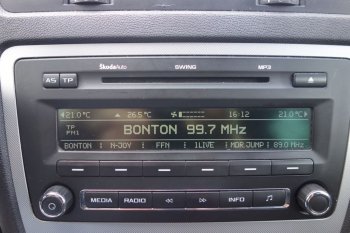 ŠkodaAuto SWING MP3
AS TP
◄21.0°C ▲ 26.5°C 16:12 21.0°C►
TP
FM1
BONTON 99.7 MHz
BONTON N-JOY FFN 1LIVE MDR JUMP 89.0 MHz
MEDIA RADIO INFO